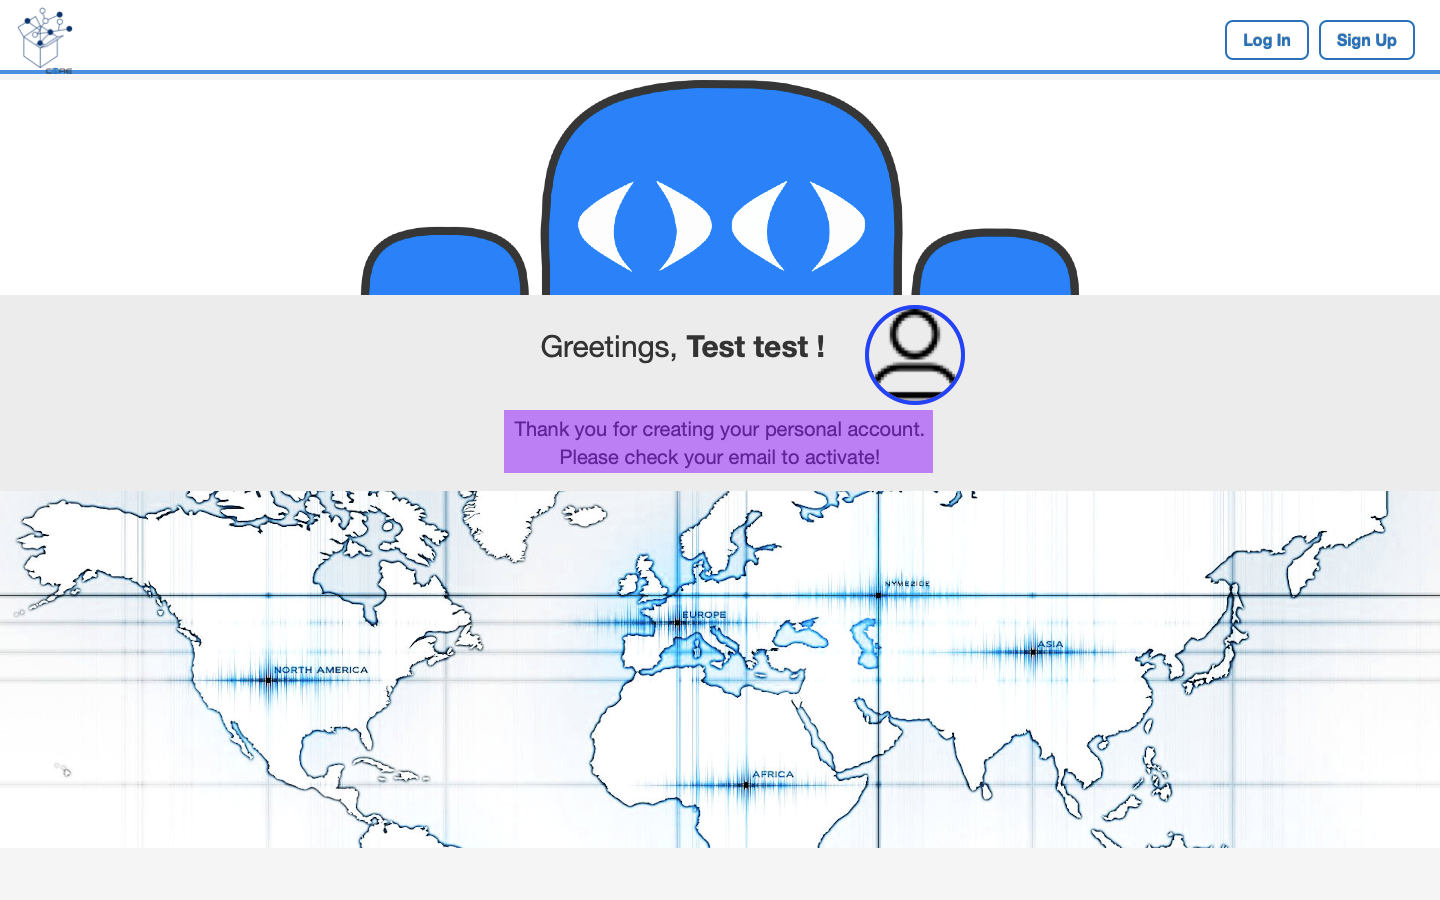 CORE
Log In
Sign Up
Greetings, Test test !
Thank you for creating your personal account.
Please check your email to activate!
EUROPE
NORTH AMERICA
ASIA
AFRICA